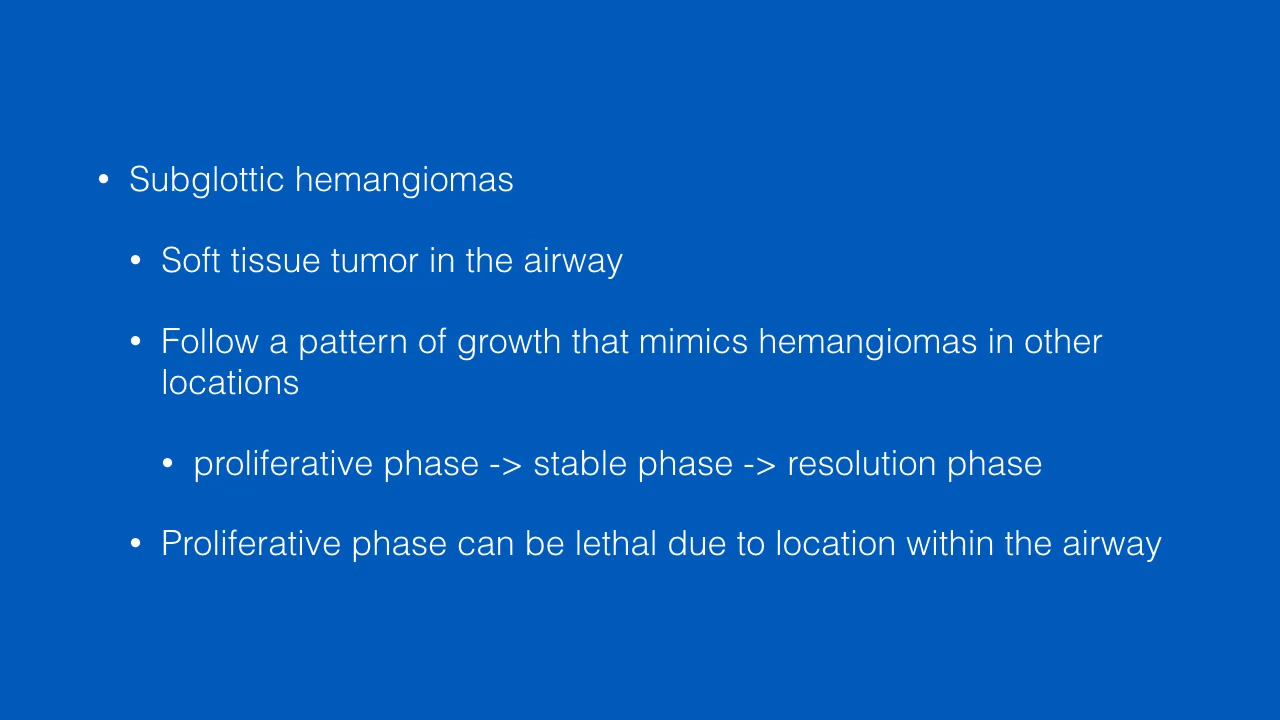 • Subglottic hemangiomas
• Soft tissue tumor in the airway
• Follow a pattern of growth that mimics hemangiomas in other
locations
• proliferative phase -> stable phase -> resolution phase
• Proliferative phase can be lethal due to location within the airway